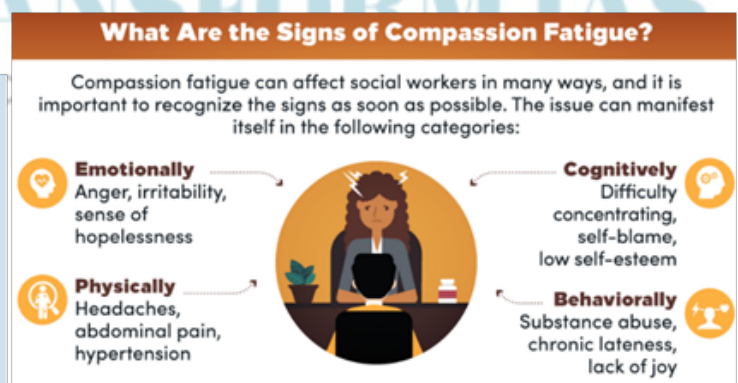 What Are the Signs of Compassion Fatigue?
Compassion fatigue can affect social workers in many ways, and it is
important to recognize the signs as soon as possible. The issue can manifest
itself in the following categories:
Emotionally
Anger, irritability,
sense of
hopelessness
Cognitively
Difficulty
concentrating,
self-blame,
low self-esteem
Physically
Headaches,
abdominal pain,
hypertension
Behaviorally
Substance abuse,
chronic lateness,
lack of joy